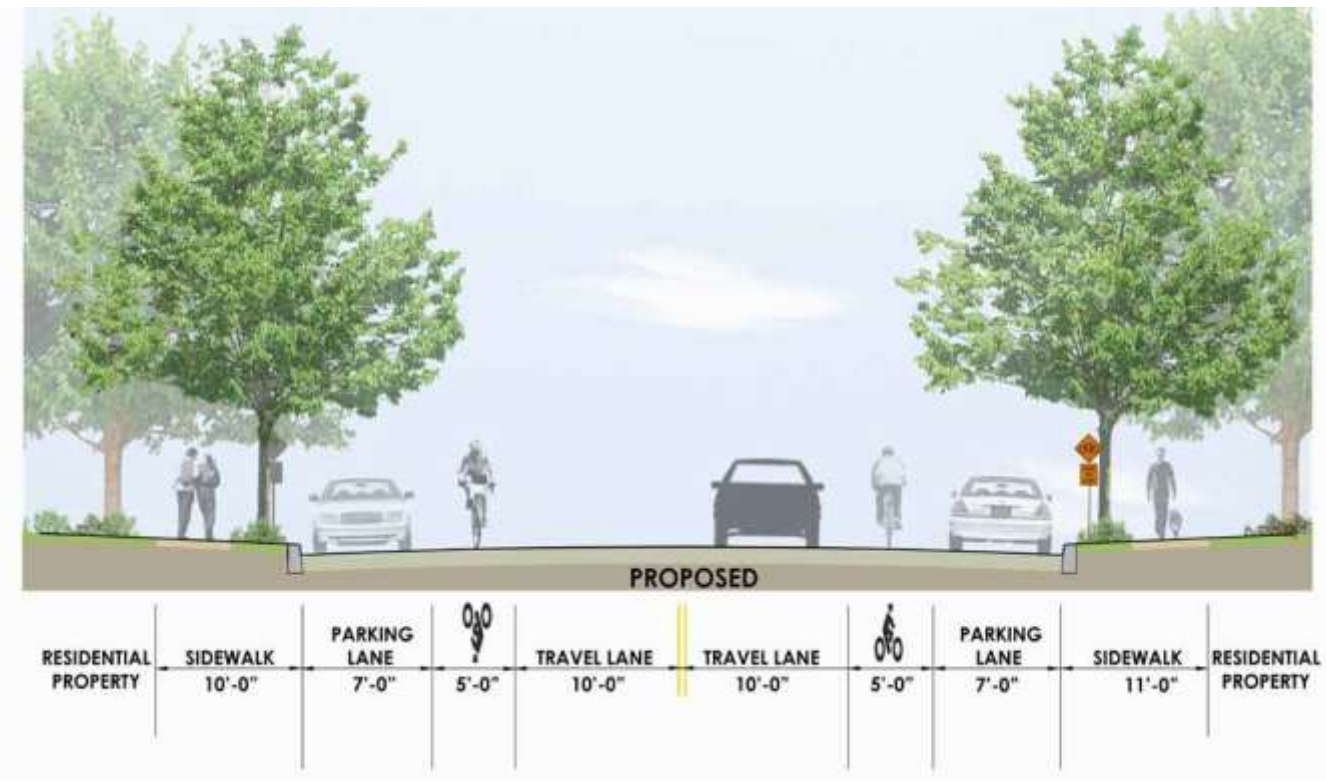 PROPOSED
RESIDENTIAL
PROPERTY
SIDEWALK
10'-0"
PARKING
LANE
7'-0"
5'-0"
TRAVEL LANE
10'-0"
TRAVEL LANE
10'-0"
5'-0"
PARKING
LANE
7'-0"
SIDEWALK
11'-0"
RESIDENTIAL
PROPERTY